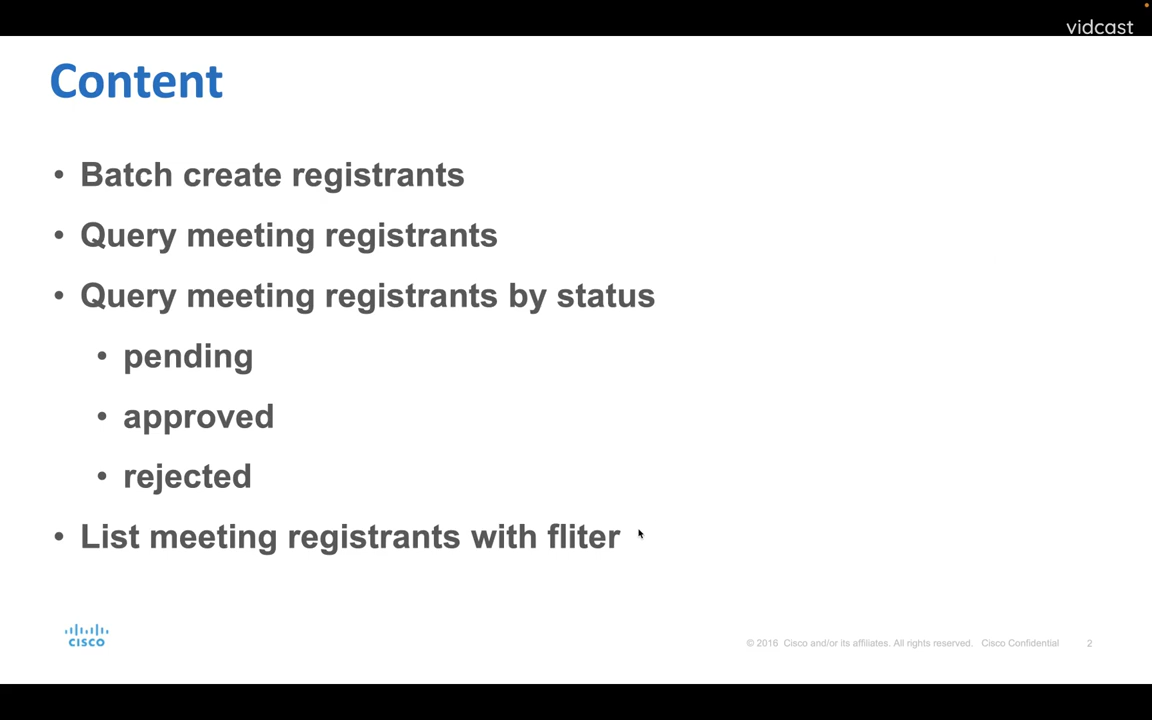 vidcast
Content
• Batch create registrants
• Query meeting registrants
• Query meeting registrants by status
• pending
• approved
• rejected
• List meeting registrants with fliter
CISCO
© 2016 Cisco and/or its affiliates. All rights reserved. Cisco Confidential 2